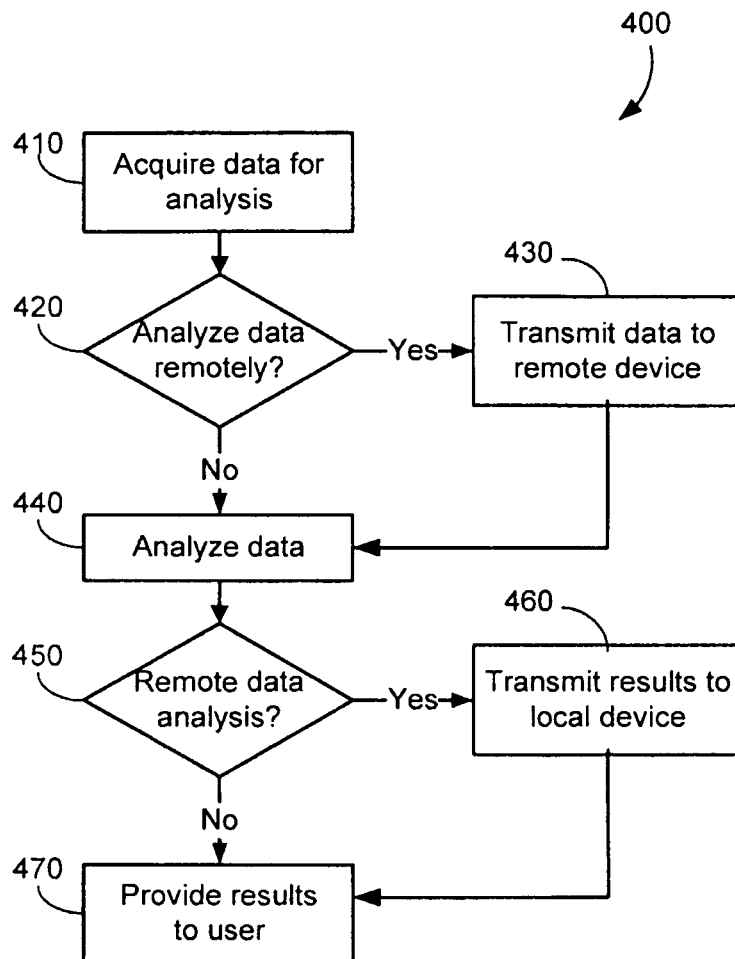 400
410
Acquire data for
analysis
420
Analyze data
remotely?
Yes
430
Transmit data to
remote device
No
440
Analyze data
450
Remote data
analysis?
Yes
460
Transmit results to
local device
No
470
Provide results
to user